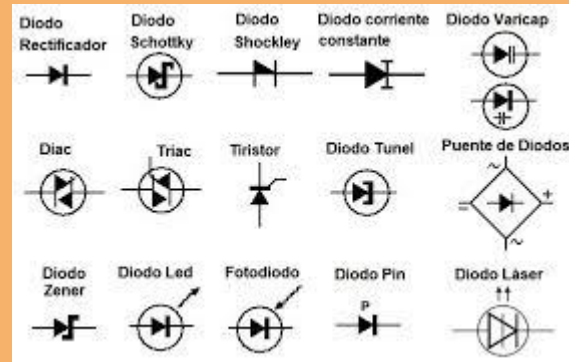 Diodo
Rectificador
Diodo
Schottky
Diodo
Shockley
Diodo corriente
constante
Diodo Varicap
Diac
Triac
Tiristor
Diodo Tunel
Puente de Diodos
~
=
+
~
Diodo
Zener
Diodo Led
Fotodiodo
Diodo Pin
P
Diodo Làser